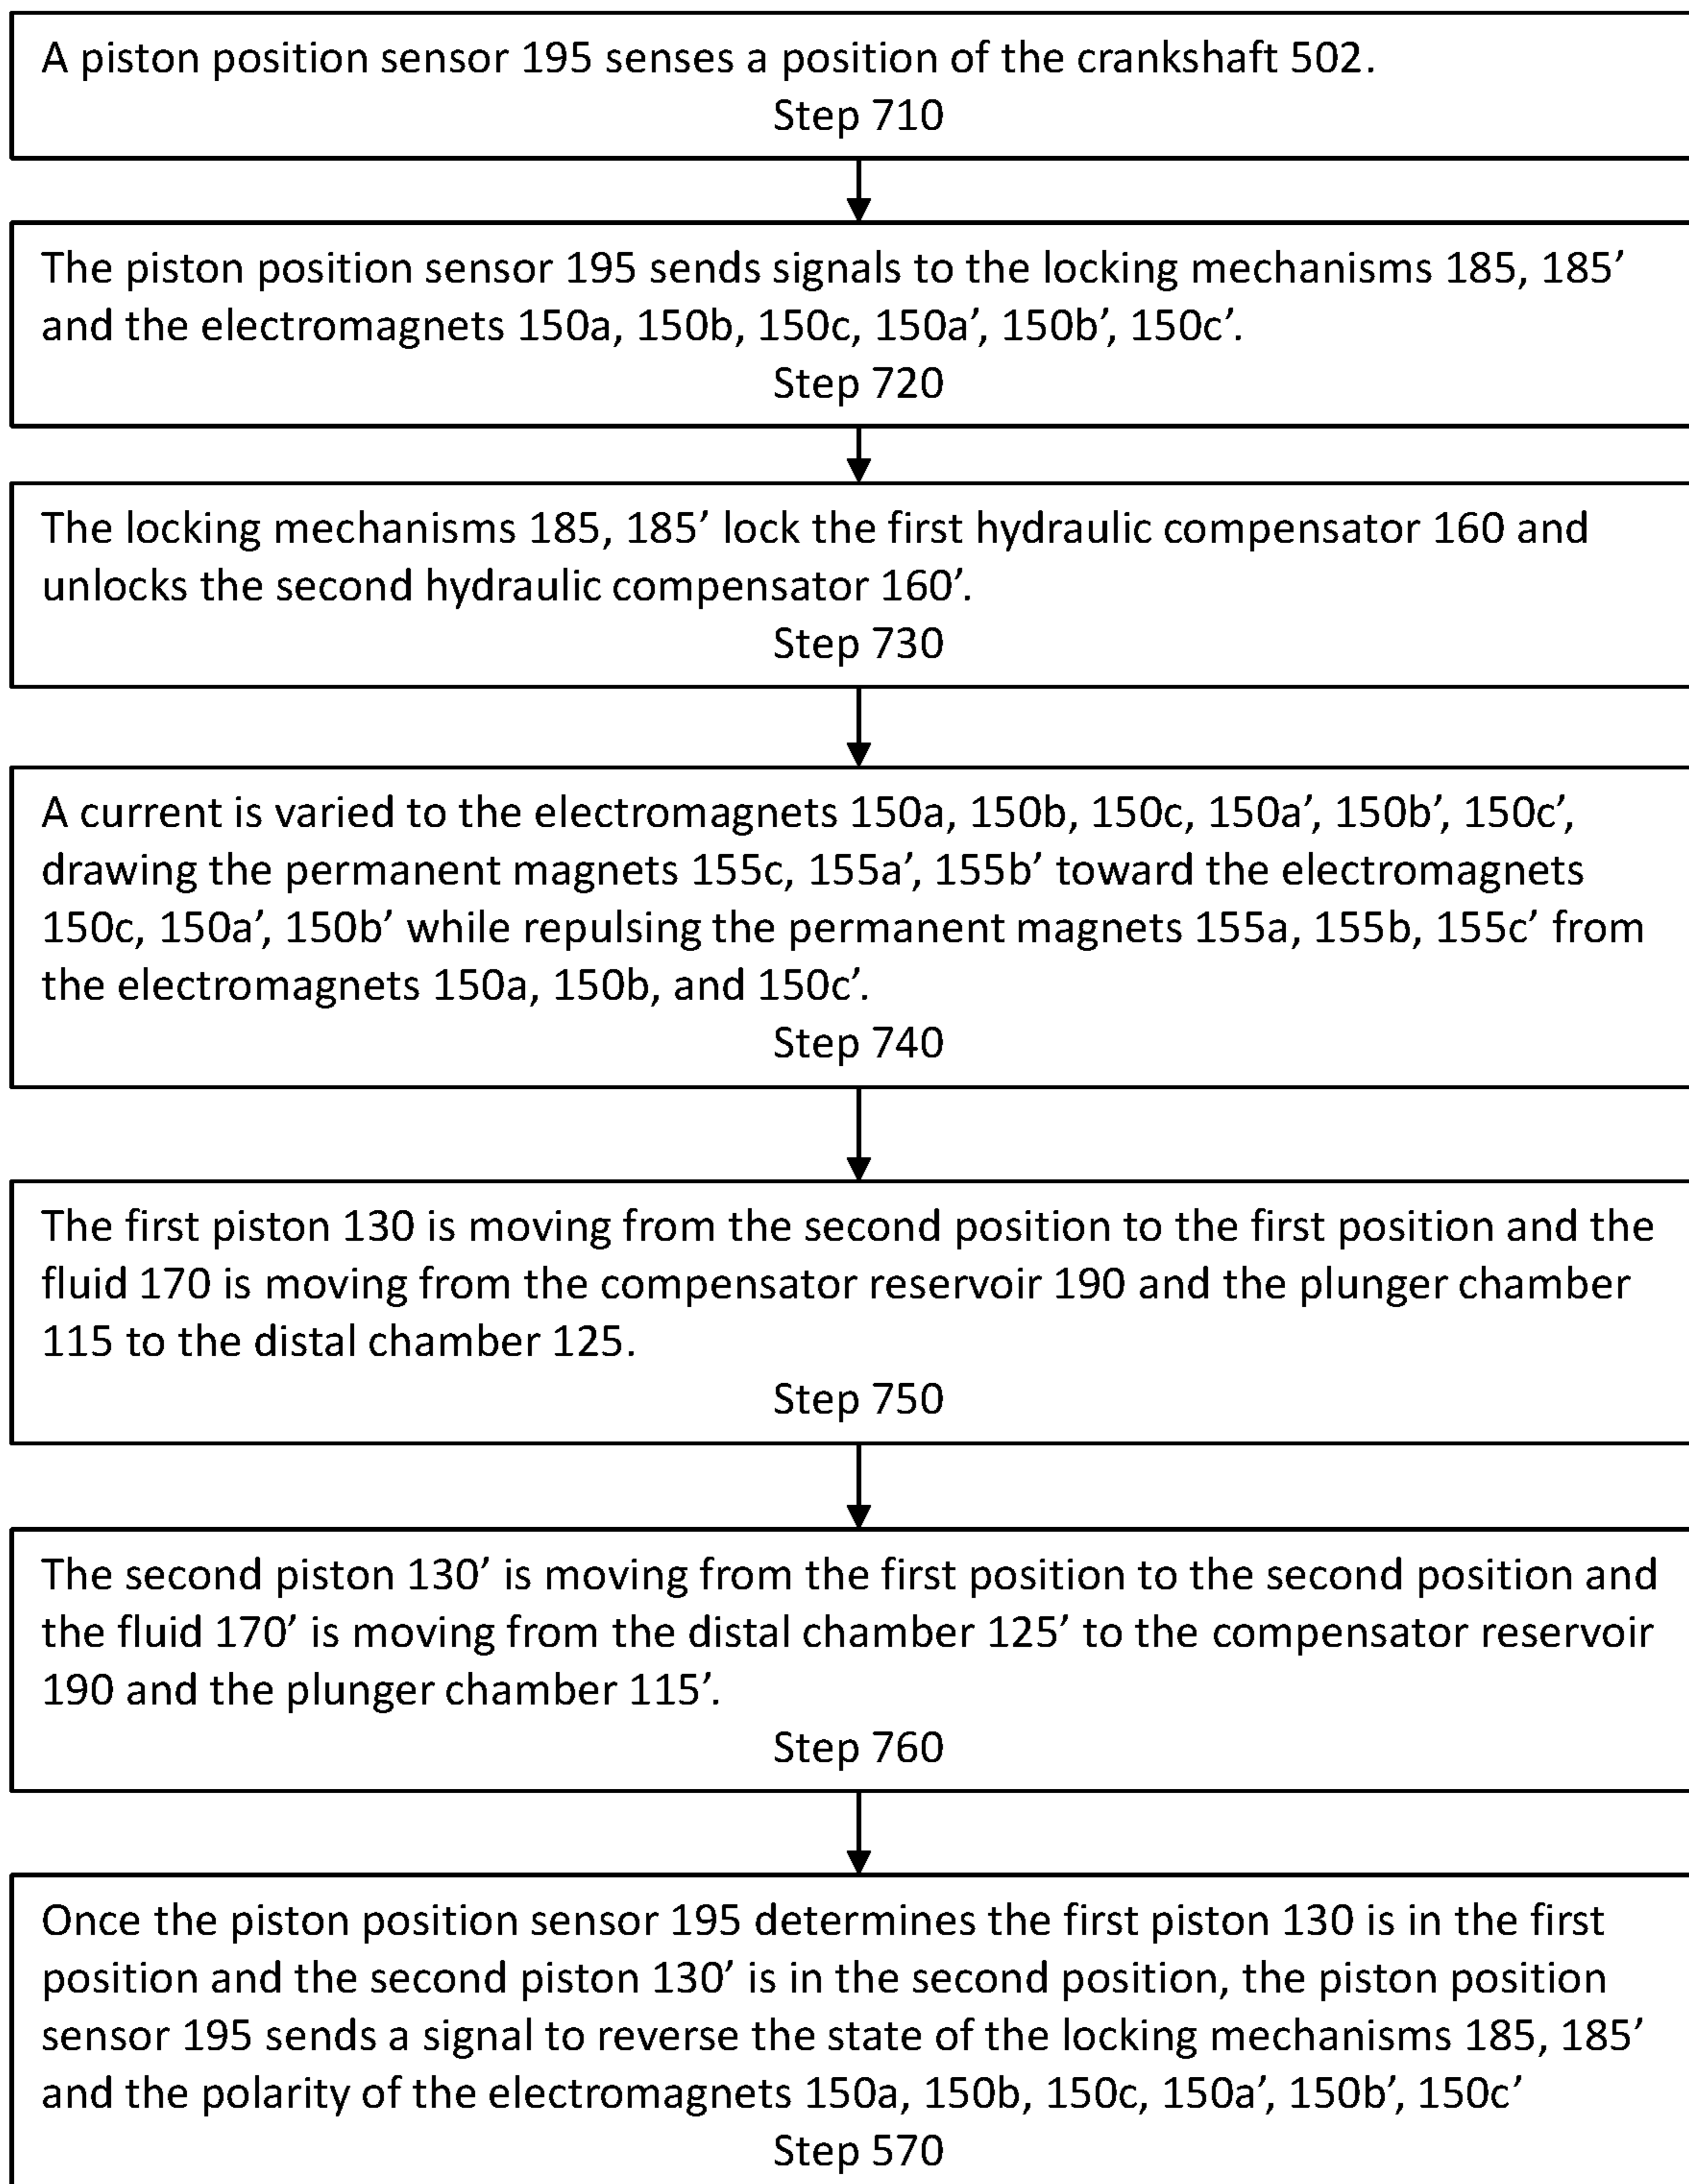 A piston position sensor 195 senses a position of the crankshaft 502.
Step 710
The piston position sensor 195 sends signals to the locking mechanisms 185, 185’
and the electromagnets 150a, 150b, 150c, 150a’, 150b’, 150c’.
Step 720
The locking mechanisms 185, 185’ lock the first hydraulic compensator 160 and
unlocks the second hydraulic compensator 160’.
Step 730
A current is varied to the electromagnets 150a, 150b, 150c, 150a’, 150b’, 150c’,
drawing the permanent magnets 155c, 155a’, 155b’ toward the electromagnets
150c, 150a’, 150b’ while repulsing the permanent magnets 155a, 155b, 155c’ from
the electromagnets 150a, 150b, and 150c’.
Step 740
The first piston 130 is moving from the second position to the first position and the
fluid 170 is moving from the compensator reservoir 190 and the plunger chamber
115 to the distal chamber 125.
Step 750
The second piston 130’ is moving from the first position to the second position and
the fluid 170’ is moving from the distal chamber 125’ to the compensator reservoir
190 and the plunger chamber 115’.
Step 760
Once the piston position sensor 195 determines the first piston 130 is in the first
position and the second piston 130’ is in the second position, the piston position
sensor 195 sends a signal to reverse the state of the locking mechanisms 185, 185’
and the polarity of the electromagnets 150a, 150b, 150c, 150a’, 150b’, 150c’
Step 570